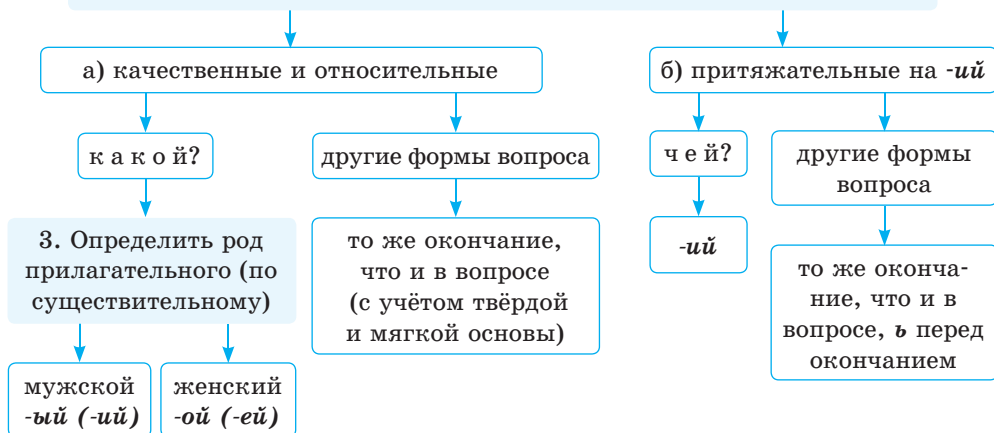 а) качественные и относительные
б) притяжательные на -ий
какой?
другие формы вопроса
чей?
другие формы
вопроса
3. Определить род
прилагательного (по
существительному)
то же окончание,
что и в вопросе
(с учётом твёрдой
и мягкой основы)
-ий
то же оконча-
ние, что и в
вопросе, ь перед
окончанием
мужской
-ый (-ий)
женский
-ой (-ей)